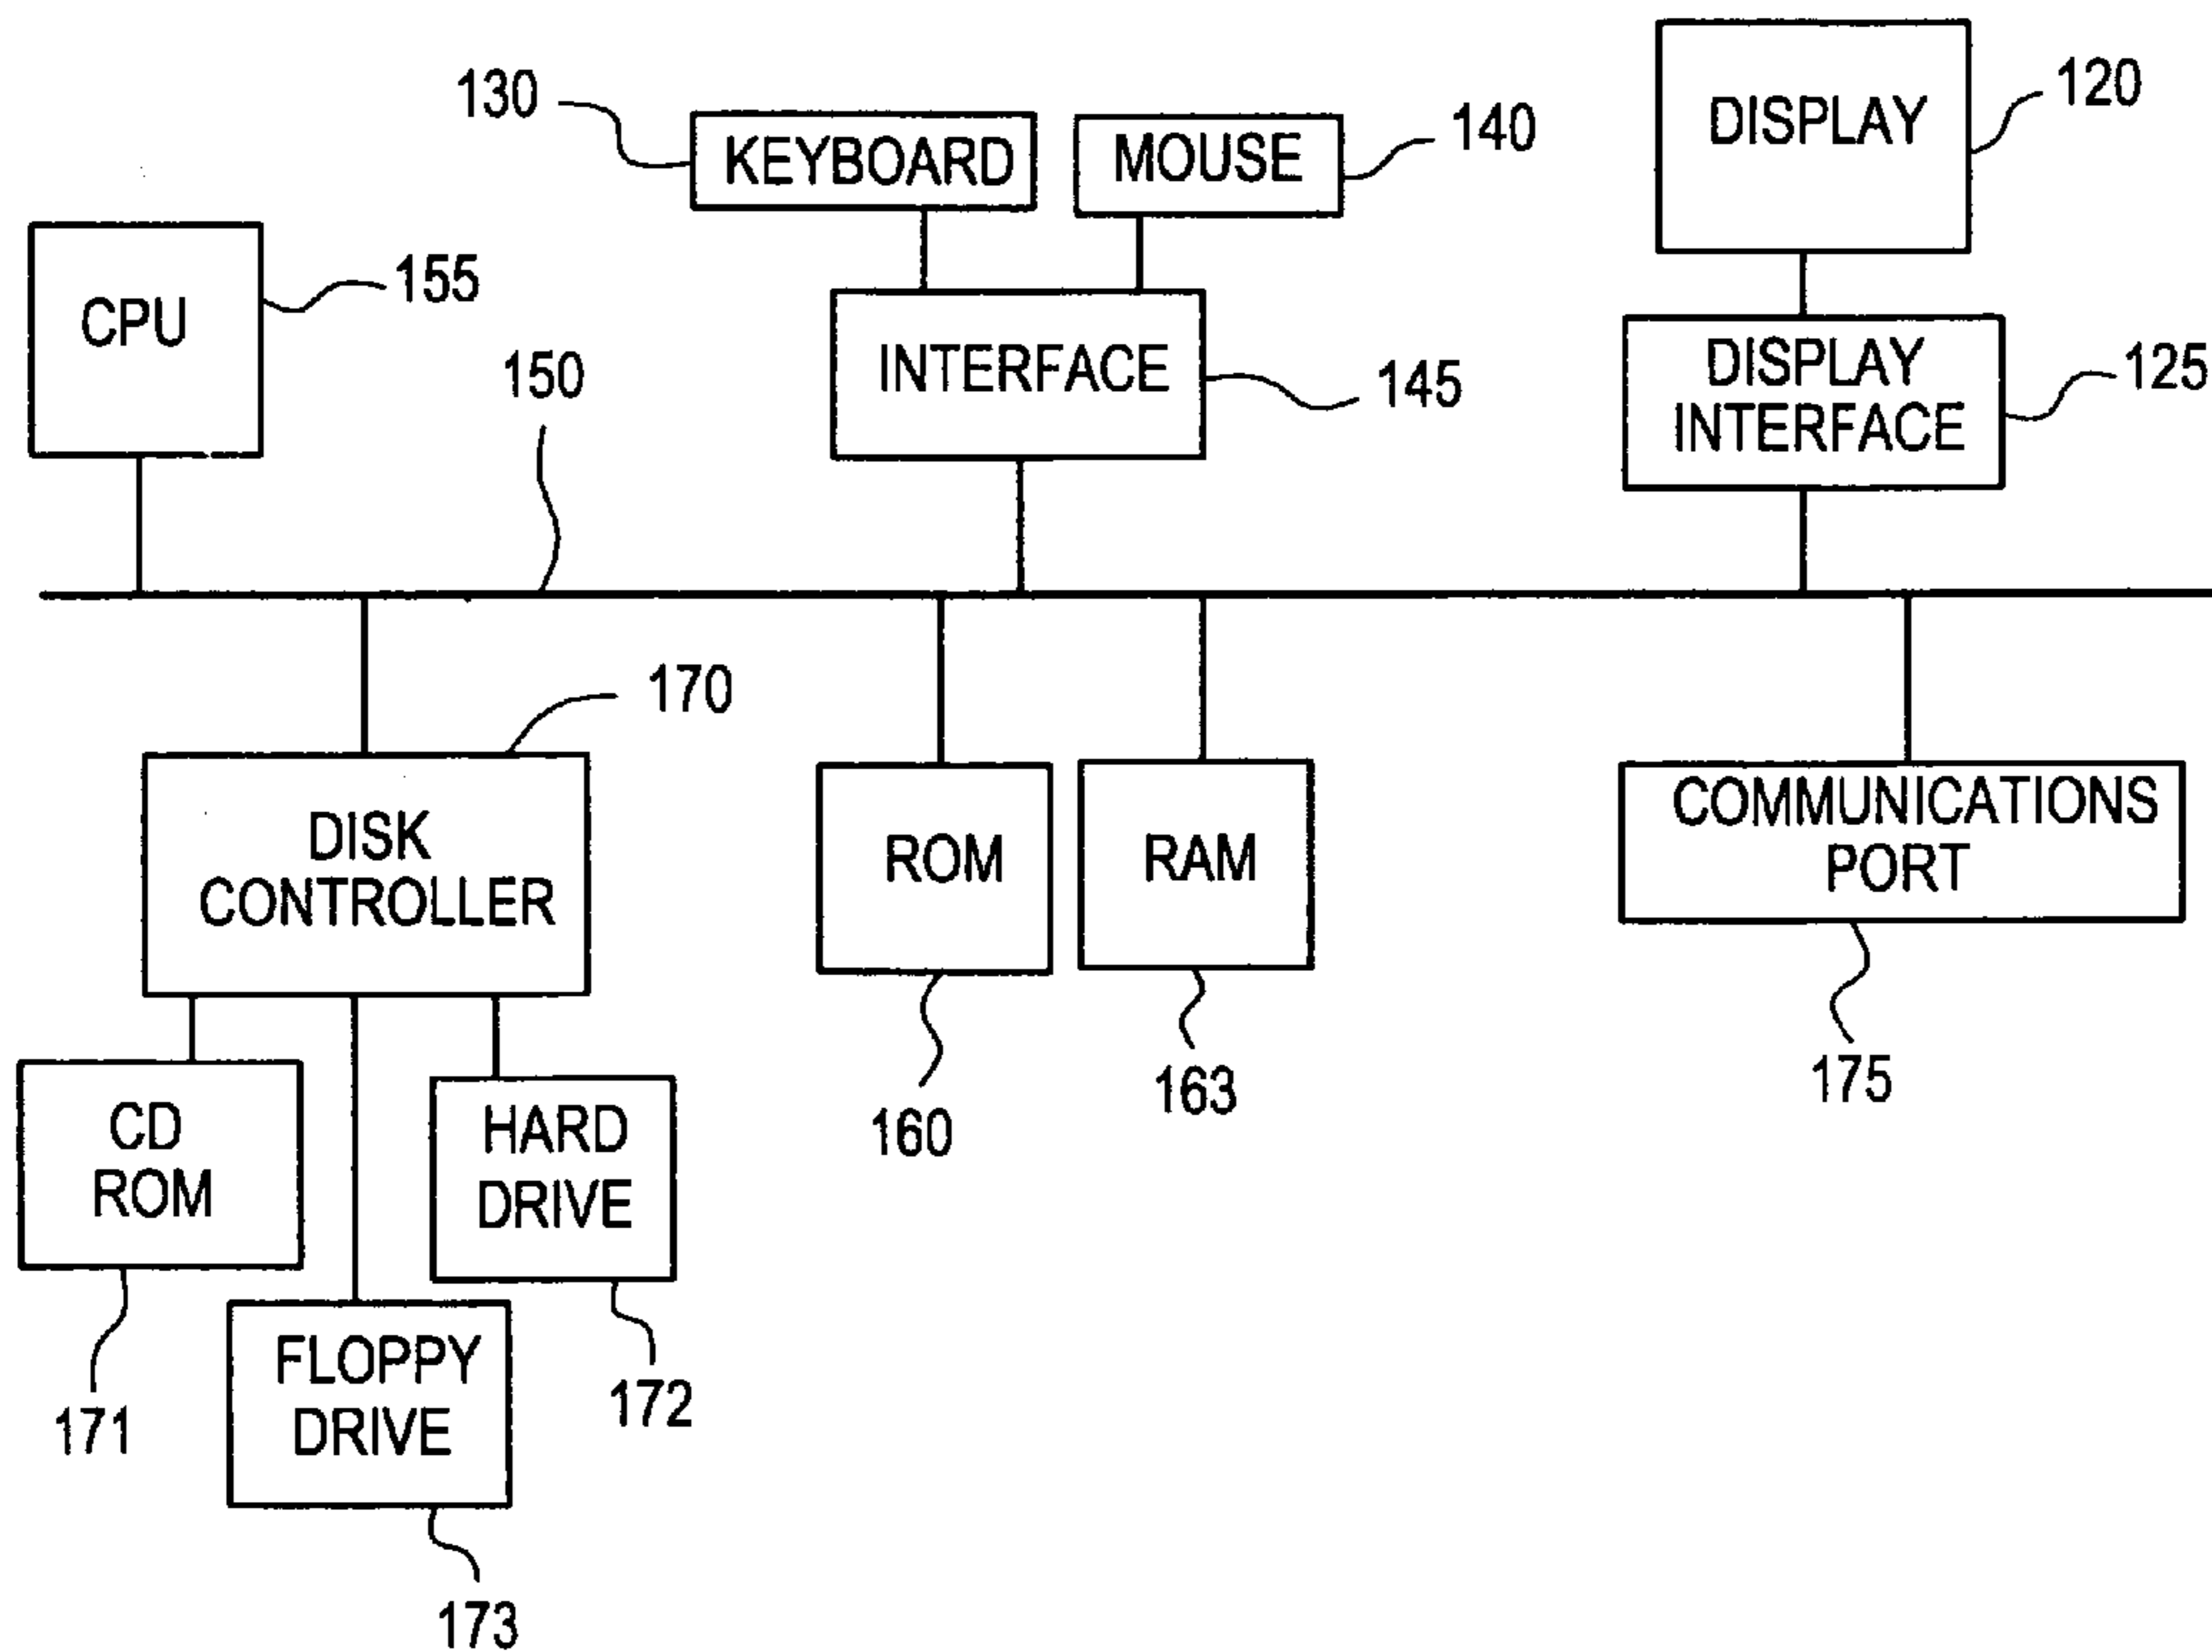 130
KEYBOARD
MOUSE
140
DISPLAY
120
CPU
155
150
INTERFACE
145
DISPLAY
INTERFACE
125
170
DISK
CONTROLLER
ROM
RAM
COMMUNICATIONS
PORT
160
163
175
CD
ROM
HARD
DRIVE
171
FLOPPY
DRIVE
172
173